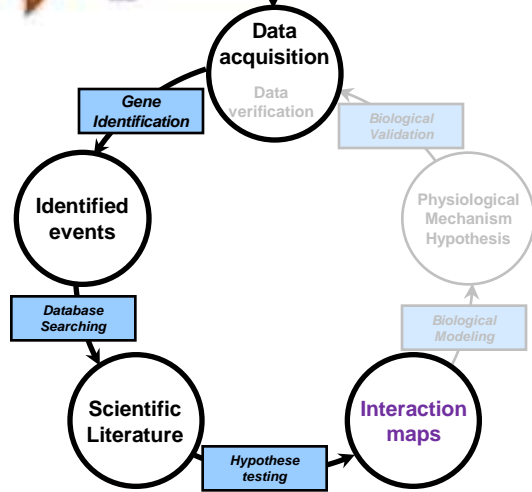 Data
acquisition
Data
verification
Gene
Identification
Biological
Validation
Identified
events
Physiological
Mechanism
Hypothesis
Database
Searching
Biological
Modeling
Scientific
Literature
Interaction
maps
Hypothese
testing